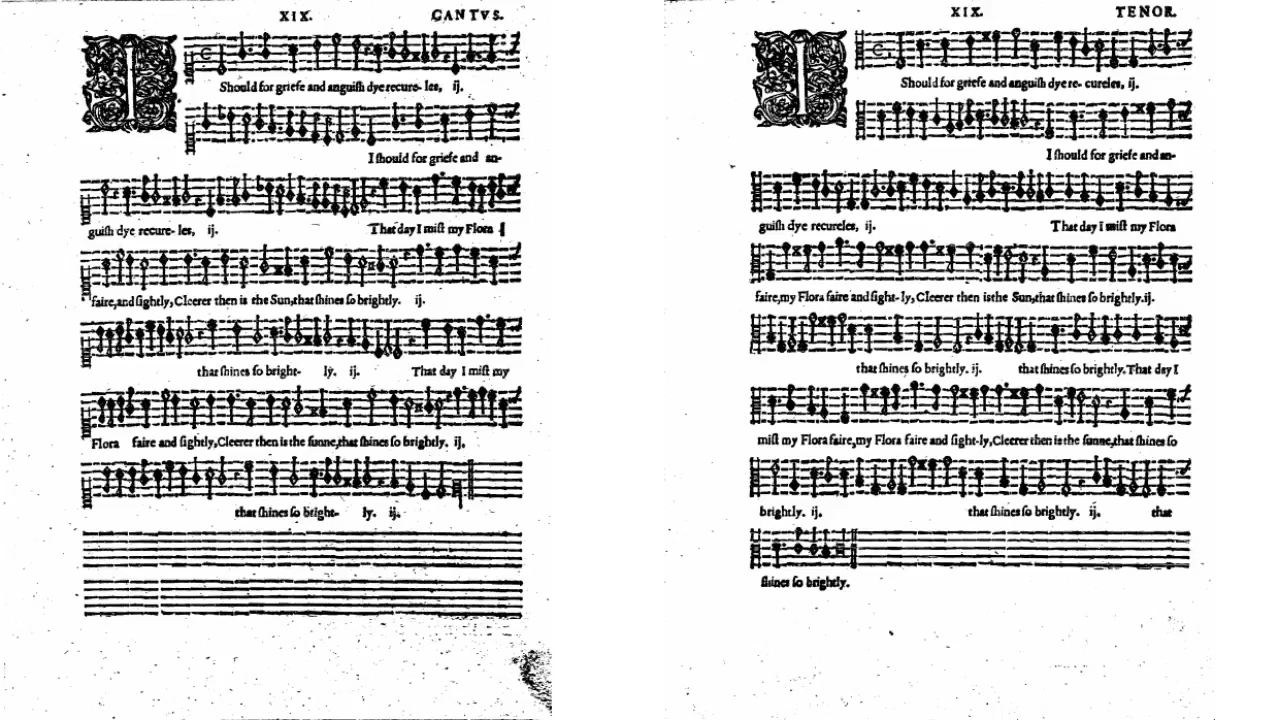 XIX. CANTVS.
I
Should for griefe and anguish dye recure- les, ij.
I should for griefe and an-
guish dye recure- les, ij. That day I mist my Flora
faire, and sightly, Cleerer then is the Sun, that shines so brightly. ij.
that shines so bright- ly. ij. That day I mist my
Flora faire and sightly, Cleerer then is the sunne, that shines so brightly. ij.
that shines so bright- ly. ij.
XIX. TENOR.
I
Should for griefe and anguish dye re- cureles, ij.
I should for griefe and an-
guish dye recureles, ij. That day I mist my Flora
faire, my Flora faire and sight-ly, Cleerer then is the Sun, that shines so brightly. ij.
that shines so brightly. ij. that shines so brightly. That day I
mist my Flora faire, my Flora faire and sight-ly, Cleerer then is the sunne, that shines so
brightly. ij. that shines so brightly. ij. that
shines so brightly.